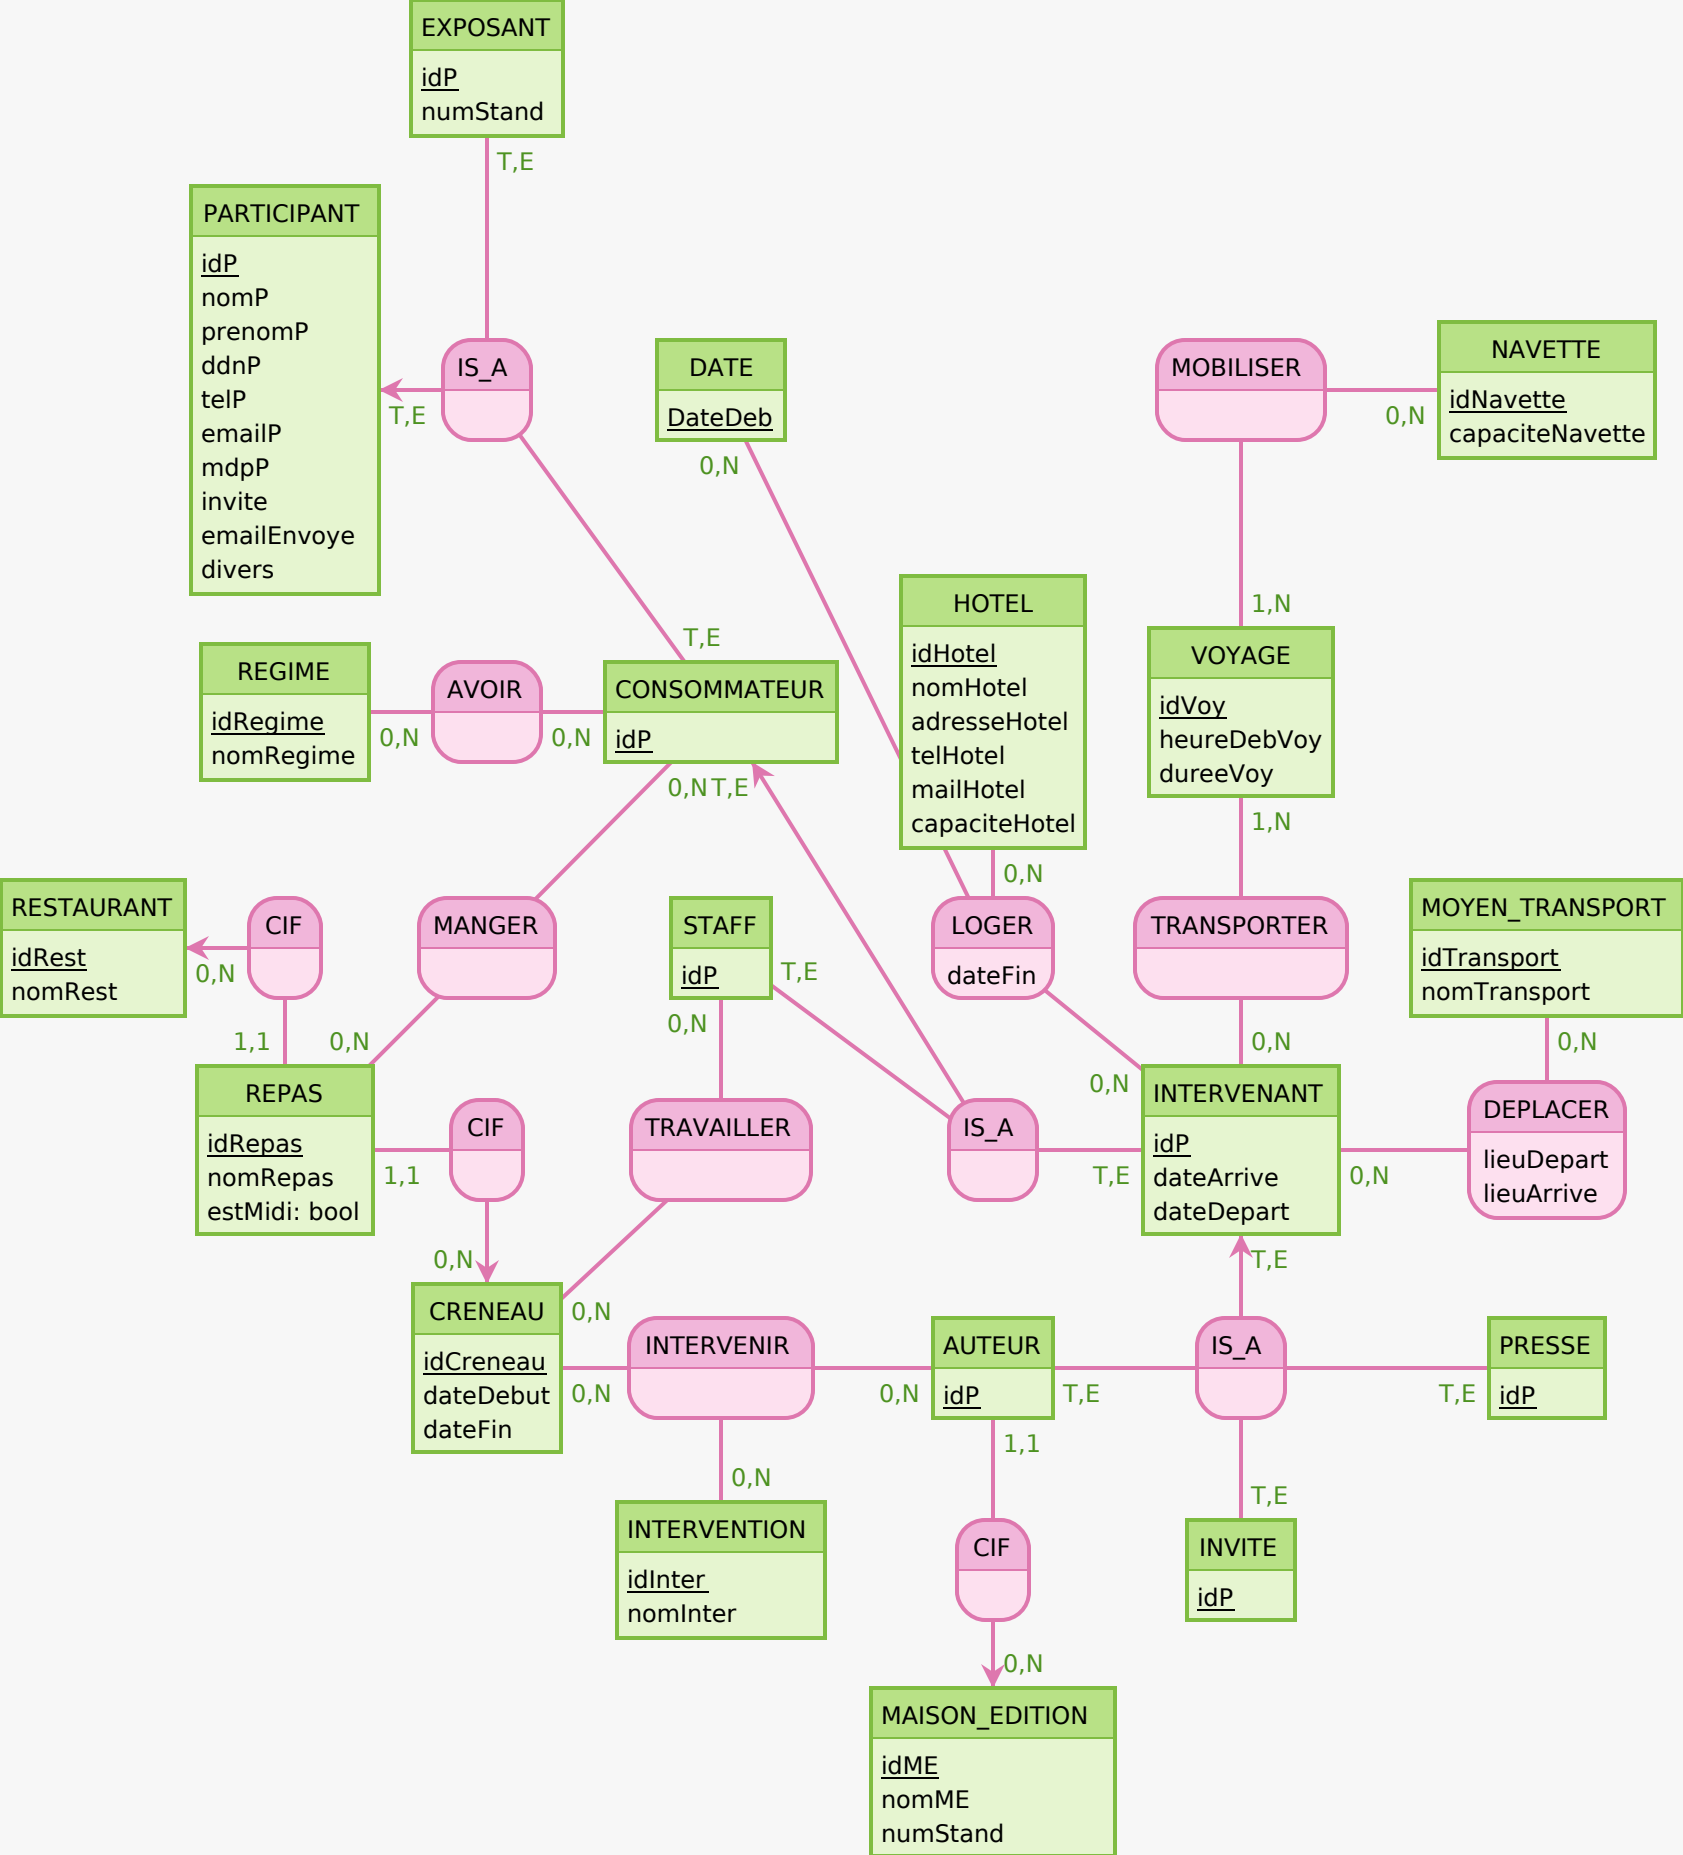 EXPOSANT
idP
numStand
T,E
PARTICIPANT
idP
nomP
prenomP
ddnP
telP
emailP
mdpP
invite
emailEnvoye
divers
IS_A
T,E
DATE
DateDeb
0,N
MOBILISER
NAVETTE
idNavette
capaciteNavette
0,N
1,N
HOTEL
idHotel
nomHotel
adresseHotel
telHotel
mailHotel
capaciteHotel
0,N
VOYAGE
idVoy
heureDebVoy
dureeVoy
1,N
T,E
REGIME
idRegime
nomRegime
0,N
AVOIR
0,N
CONSOMMATEUR
idP
0,N
T,E
RESTAURANT
idRest
nomRest
0,N
CIF
1,1
MANGER
0,N
STAFF
idP
T,E
0,N
LOGER
dateFin
0,N
TRANSPORTER
0,N
MOYEN_TRANSPORT
idTransport
nomTransport
0,N
REPAS
idRepas
nomRepas
estMidi: bool
1,1
CIF
0,N
TRAVAILLER
0,N
IS_A
T,E
INTERVENANT
idP
dateArrive
dateDepart
0,N
T,E
DEPLACER
lieuDepart
lieuArrive
CRENEAU
idCreneau
dateDebut
dateFin
0,N
INTERVENIR
0,N
0,N
AUTEUR
idP
T,E
1,1
IS_A
T,E
T,E
PRESSE
idP
INTERVENTION
idInter
nomInter
CIF
0,N
INVITE
idP
MAISON_EDITION
idME
nomME
numStand